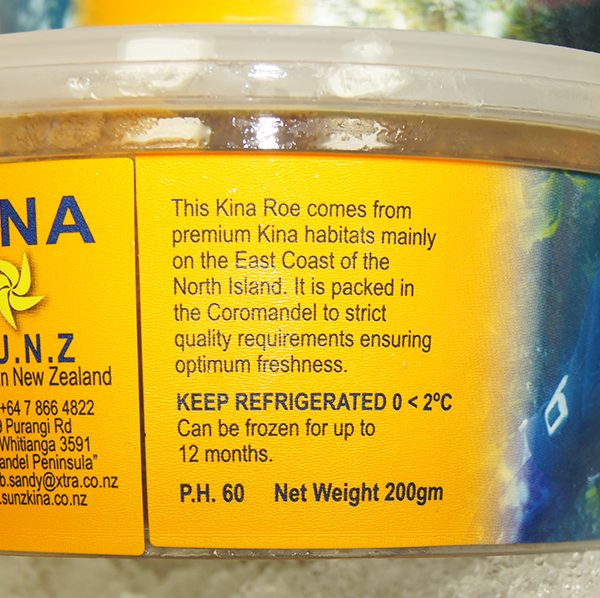 NA
U.N.Z
n New Zealand
+64 7 866 4822
9 Purangi Rd
Whitianga 3591
andel Peninsula”
b.sandy@xtra.co.nz
.sunzkina.co.nz
This Kina Roe comes from
premium Kina habitats mainly
on the East Coast of the
North Island. It is packed in
the Coromandel to strict
quality requirements ensuring
optimum freshness.
KEEP REFRIGERATED 0 < 2ºC
Can be frozen for up to
12 months.
P.H. 60 Net Weight 200gm